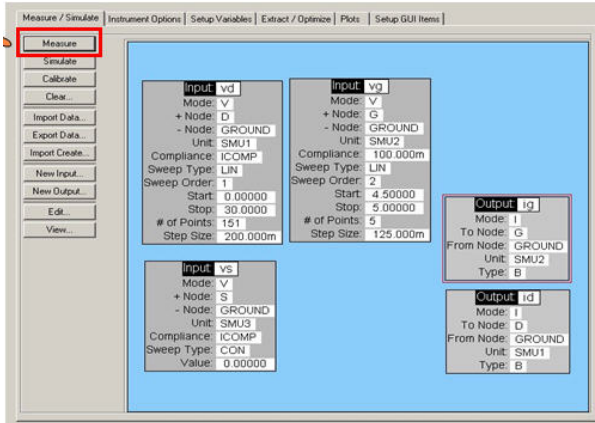 Measure / Simulate Instrument Options Setup Variables Extract / Optimize Plots Setup GUI Items
Measure
Simulate
Calibrate
Clear...
Import Data...
Export Data...
Import Create...
New Input...
New Output...
Edit...
View...
Input: vd
Mode: V
+ Node: D
- Node: GROUND
Unit: SMU1
Compliance: ICOMP
Sweep Type: LIN
Sweep Order: 1
Start: 0.00000
Stop: 30.0000
# of Points: 151
Step Size: 200.000m
Input: vg
Mode: V
+ Node: G
- Node: GROUND
Unit: SMU2
Compliance: 100.000m
Sweep Type: LIN
Sweep Order: 2
Start: 4.50000
Stop: 5.00000
# of Points: 5
Step Size: 125.000m
Input: vs
Mode: V
+ Node: S
- Node: GROUND
Unit: SMU3
Compliance: ICOMP
Sweep Type: CON
Value: 0.00000
Output: ig
Mode: I
To Node: G
From Node: GROUND
Unit: SMU2
Type: B
Output: id
Mode: I
To Node: D
From Node: GROUND
Unit: SMU1
Type: B